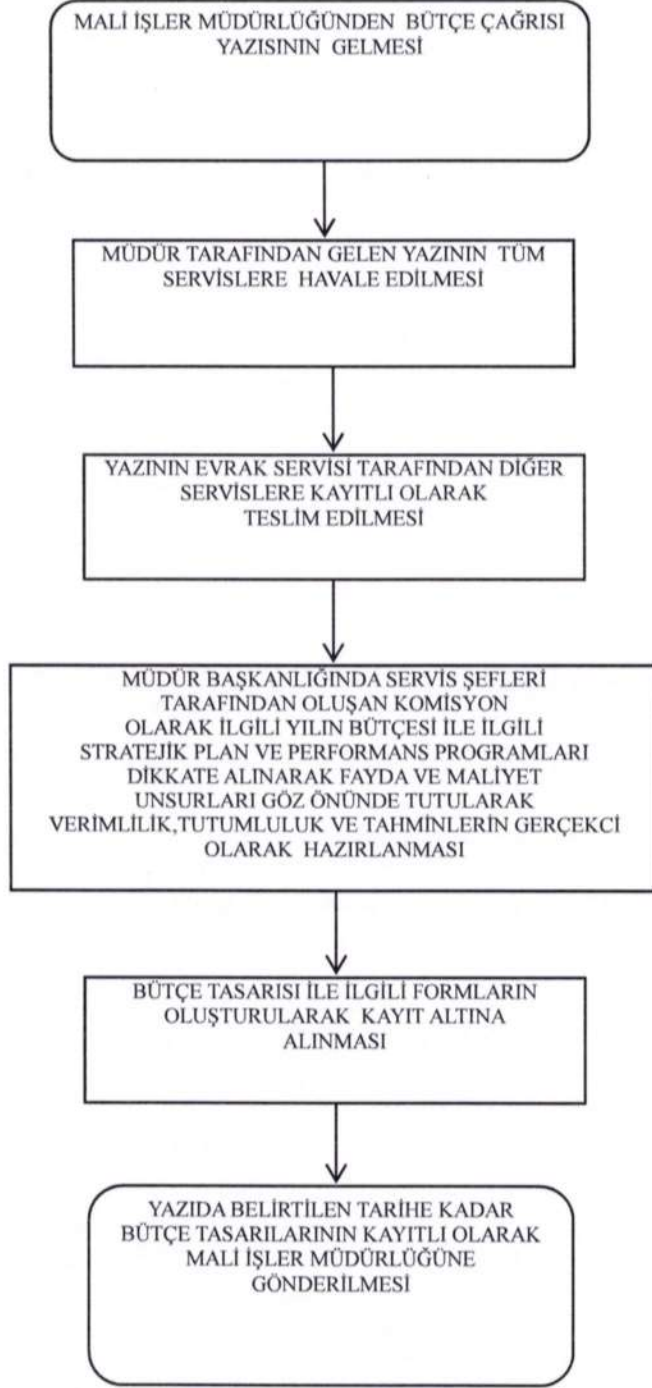 MALİ İŞLER MÜDÜRLÜĞÜNDEN BÜTÇE ÇAĞRISI
YAZISININ GELMESİ
MÜDÜR TARAFINDAN GELEN YAZININ TÜM
SERVİSLERE HAVALE EDİLMESİ
YAZININ EVRAK SERVİSİ TARAFINDAN DİĞER
SERVİSLERE KAYITLI OLARAK
TESLİM EDİLMESİ
MÜDÜR BAŞKANLIĞINDA SERVİS ŞEFLERİ
TARAFINDAN OLUŞAN KOMİSYON
OLARAK İLGİLİ YILIN BÜTÇESİ İLE İLGİLİ
STRATEJİK PLAN VE PERFORMANS PROGRAMLARI
DİKKATE ALINARAK FAYDA VE MALİYET
UNSURLARI GÖZ ÖNÜNDE TUTULARAK
VERİMLİLİK,TUTUMLULUK VE TAHMİNLERİN GERÇEKCİ
OLARAK HAZIRLANMASI
BÜTÇE TASARISI İLE İLGİLİ FORMLARIN
OLUŞTURULARAK KAYIT ALTINA
ALINMASI
YAZIDA BELİRTİLEN TARİHE KADAR
BÜTÇE TASARILARININ KAYITLI OLARAK
MALİ İŞLER MÜDÜRLÜĞÜNE
GÖNDERİLMESİ